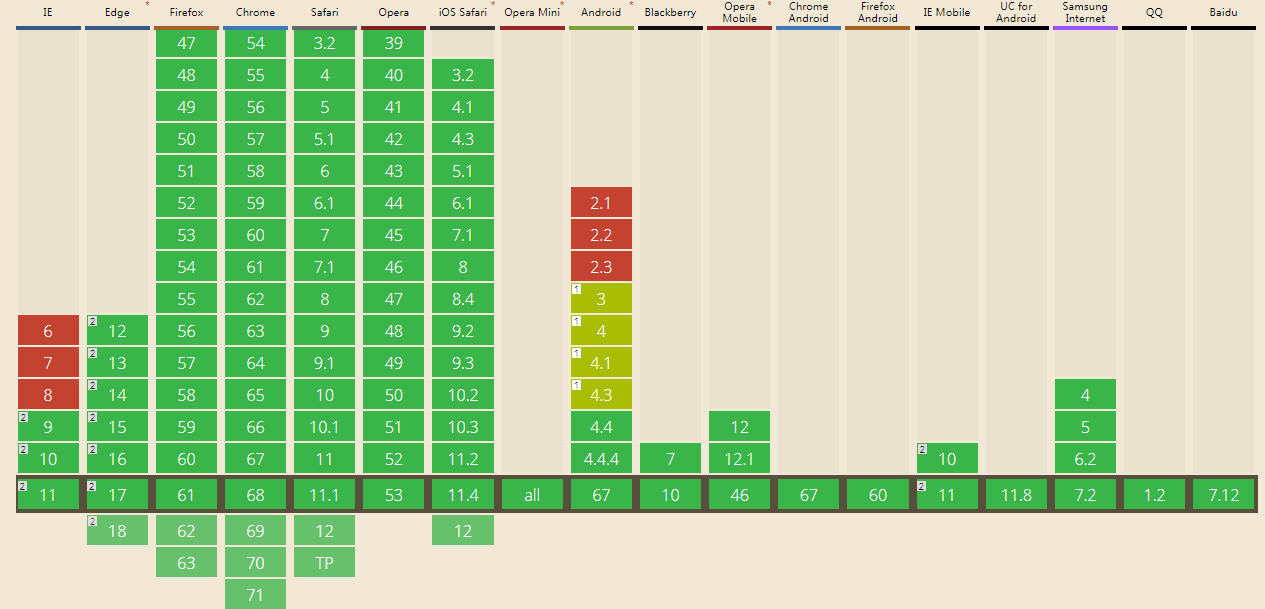 IE Edge * Firefox Chrome Safari Opera iOS Safari * Opera Mini * Android * Blackberry Opera Mobile * Chrome Android Firefox Android IE Mobile UC for Android Samsung Internet QQ Baidu
47 54 3.2 39
48 55 4 40 3.2
49 56 5 41 4.1
50 57 5.1 42 4.3
51 58 6 43 5.1
52 59 6.1 44 6.1 2.1
53 60 7 45 7.1 2.2
54 61 7.1 46 8 2.3
55 62 8 47 8.4 1 3
6 2 12 56 63 9 48 9.2 1 4
7 2 13 57 64 9.1 49 9.3 1 4.1
8 2 14 58 65 10 50 10.2 1 4.3 4
2 9 2 15 59 66 10.1 51 10.3 4.4 12 5
2 10 2 16 60 67 11 52 11.2 4.4.4 7 12.1 2 10 6.2
2 11 2 17 61 68 11.1 53 11.4 all 67 10 46 67 60 2 11 11.8 7.2 1.2 7.12
2 18 62 69 12 12
63 70 TP
71